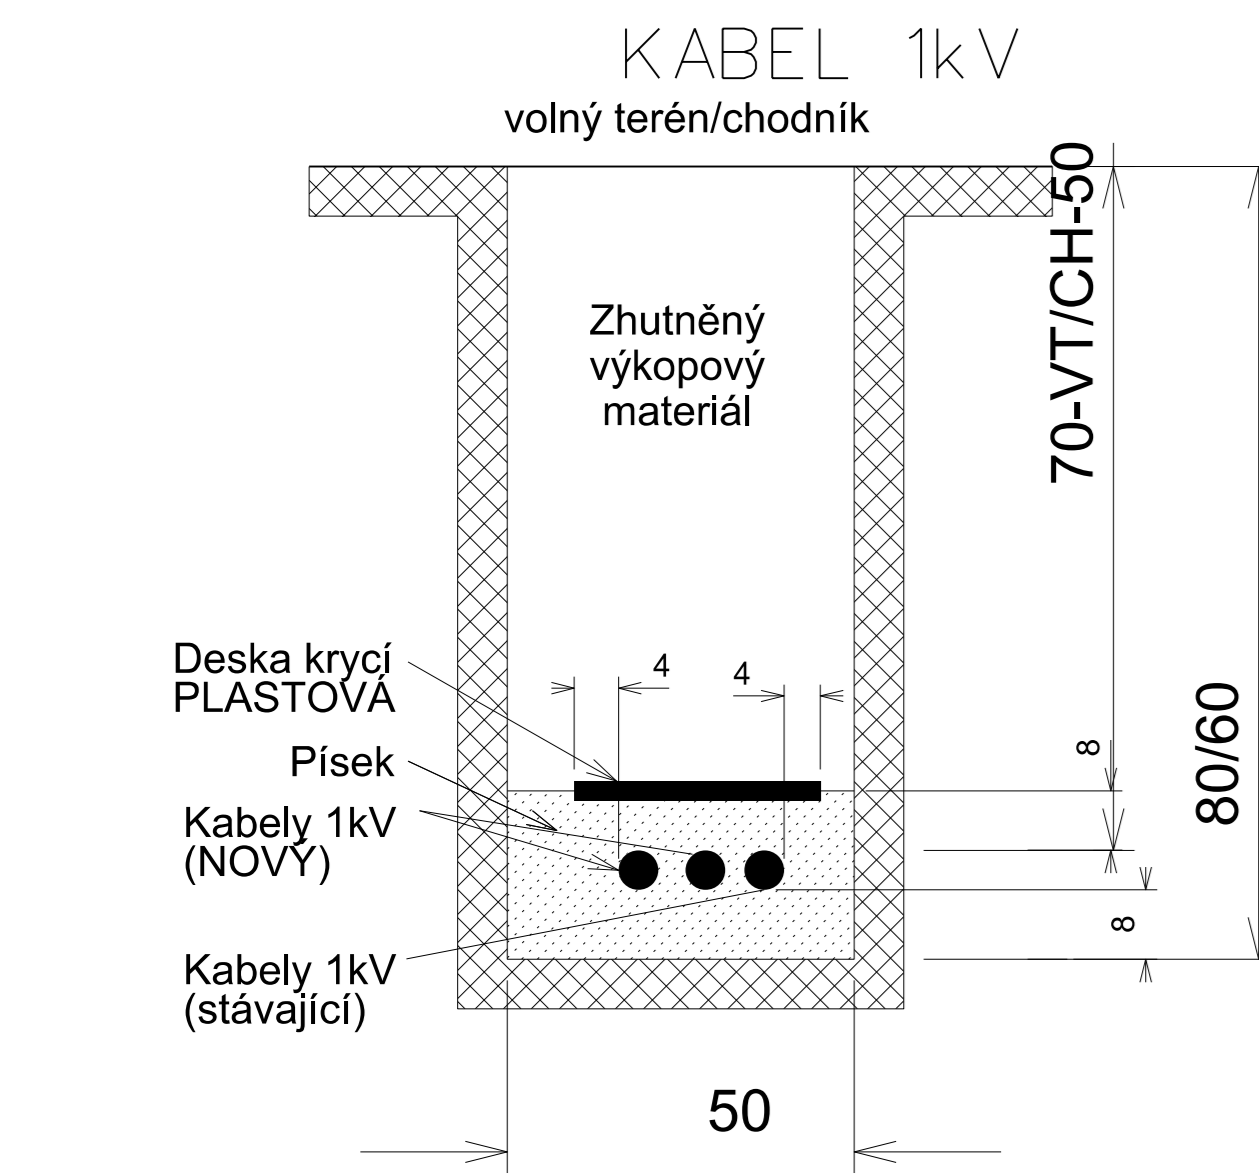 KABEL 1kV
volný terén/chodník
70-VT/CH-50
Zhutněný
výkopový
materiál
Deska krycí
PLASTOVÁ
4
4
8
80/60
Písek
Kabely 1kV
(NOVÝ)
8
Kabely 1kV
(stávající)
50